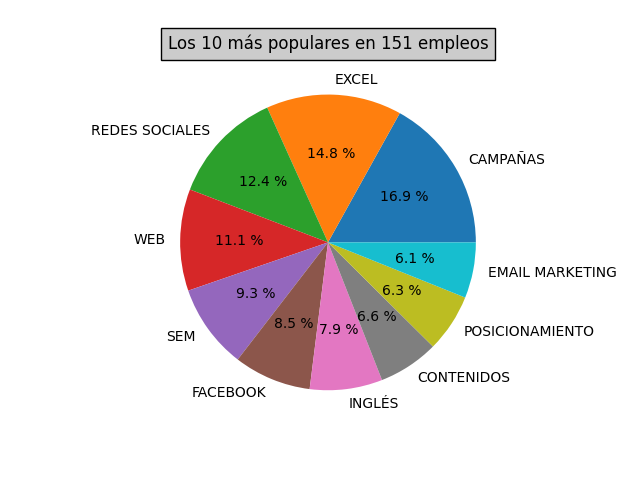 Los 10 más populares en 151 empleos
EXCEL
REDES SOCIALES
CAMPAÑAS
14.8 %
12.4 %
16.9 %
WEB
11.1 %
6.1 %
EMAIL MARKETING
9.3 %
6.3 %
8.5 %
7.9 %
6.6 %
SEM
POSICIONAMIENTO
FACEBOOK
CONTENIDOS
INGLÉS